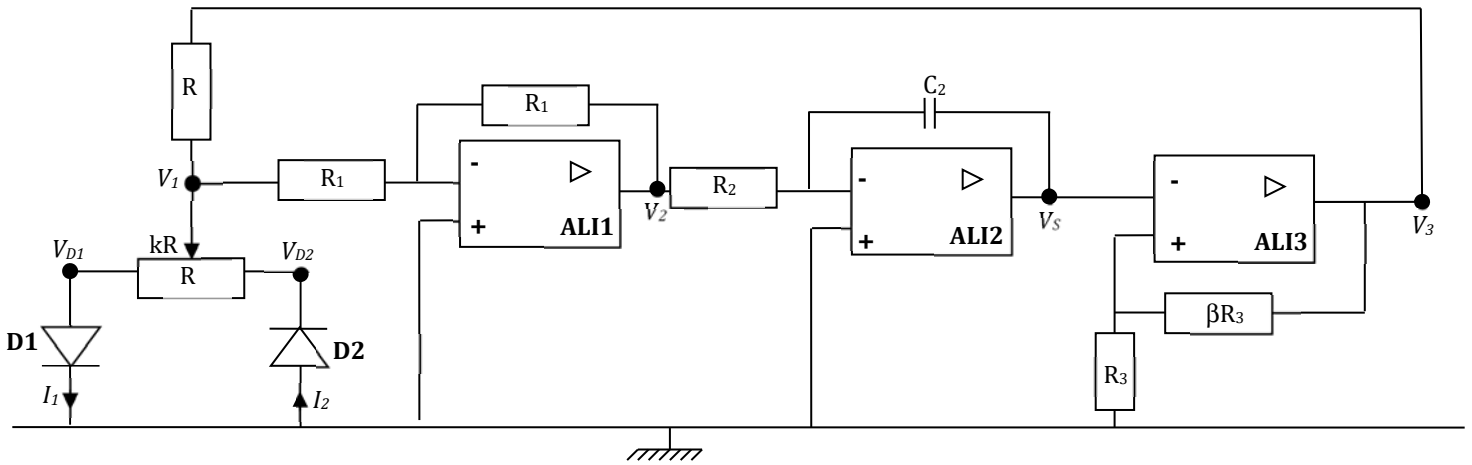 R
V1
R1
R1
-
+
ALI1
V2
R2
C2
-
+
ALI2
VS
-
+
ALI3
V3
kR
R
VD1
VD2
D1
D2
I1
I2
βR3
R3